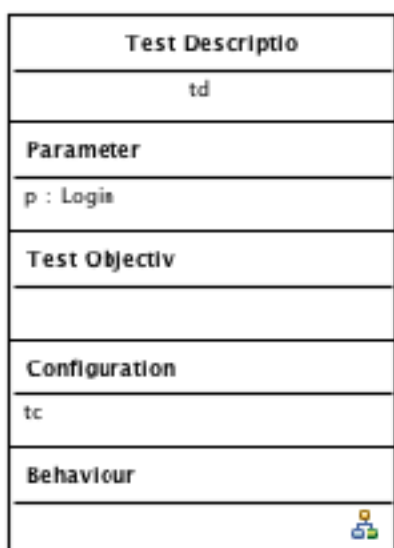 Test Descriptio
td
Parameter
p : Login
Test Objectiv
Configuration
tc
Behaviour